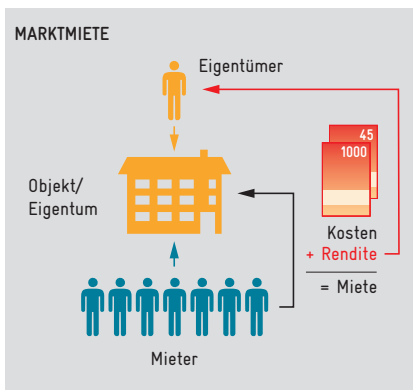 MARKTMIETE
Eigentümer
45
1000
Objekt/
Eigentum
Kosten
+ Rendite
= Miete
Mieter